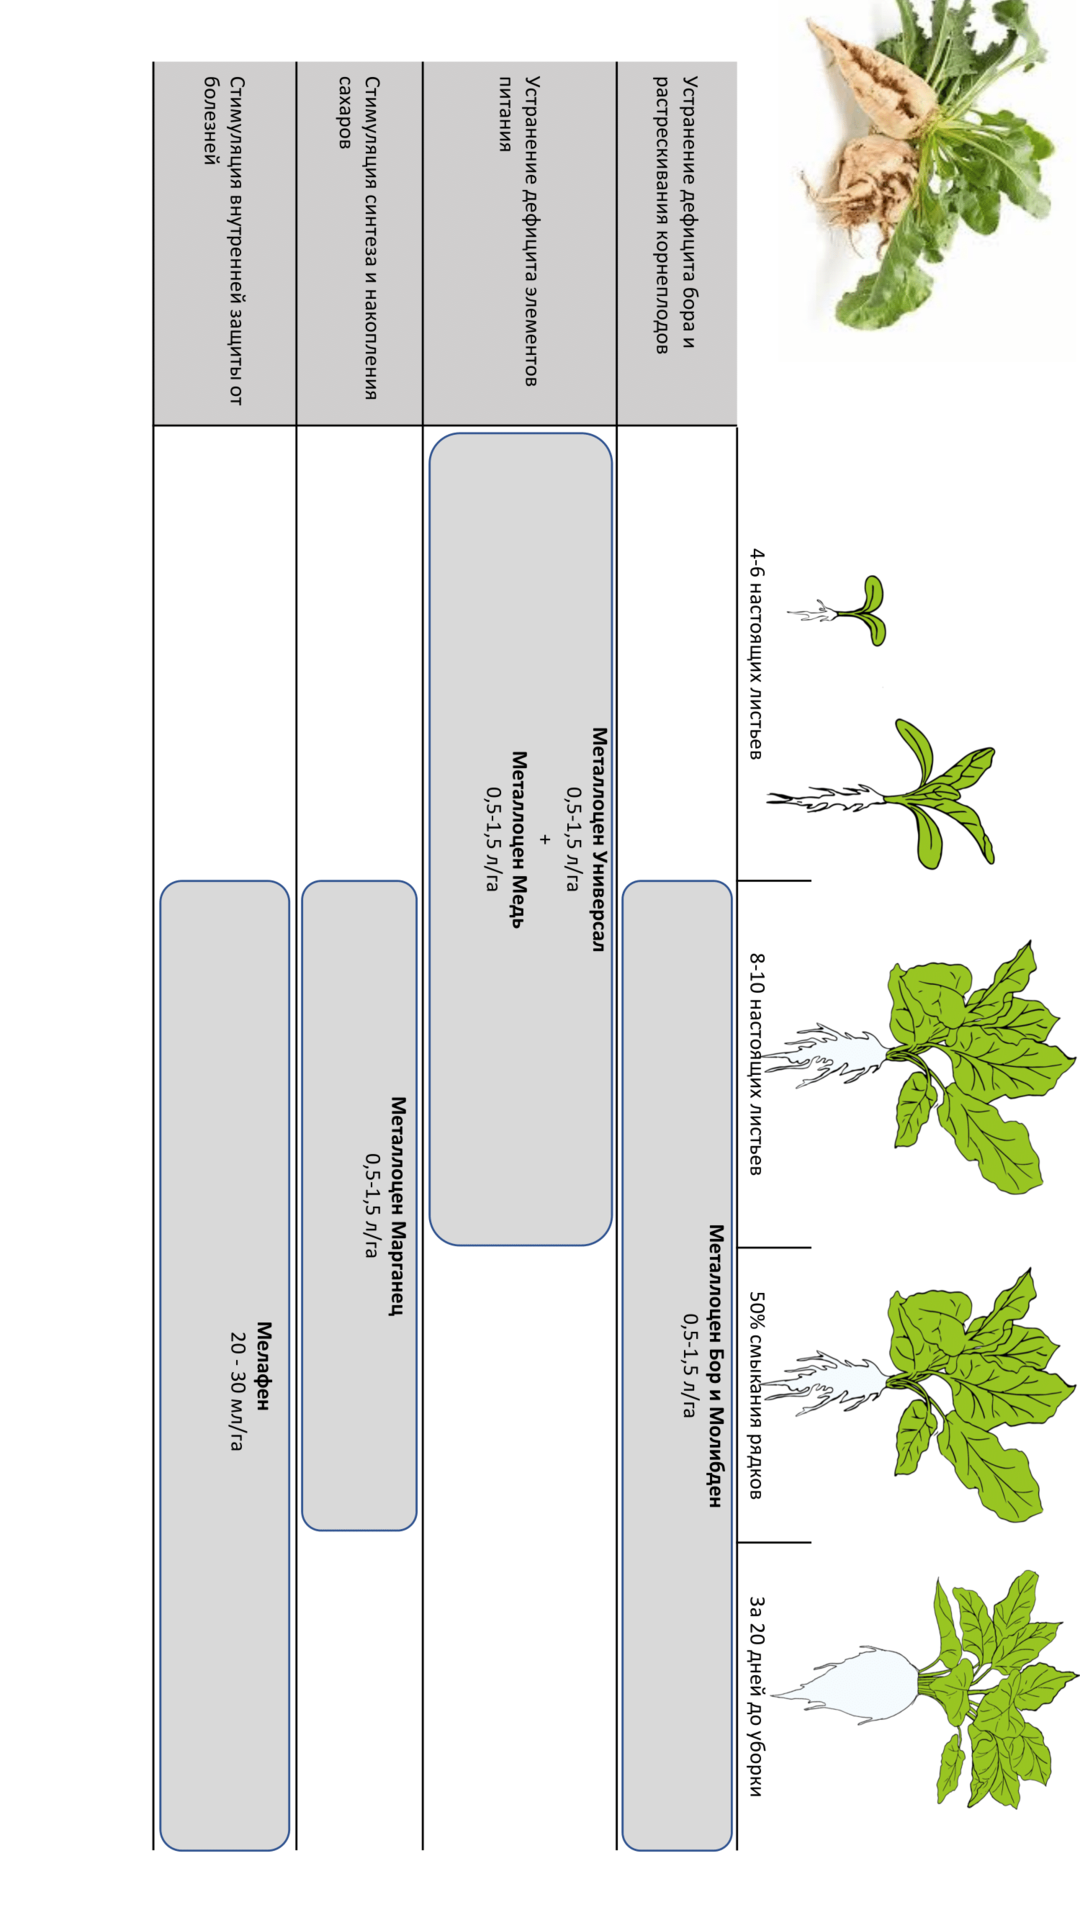 4-6 настоящих листьев
8-10 настоящих листьев
50% смыкания рядков
За 20 дней до уборки
Устранение дефицита бора и
растрескивания корнеплодов
Металлоцен Бор и Молибден
0,5-1,5 л/га
Устранение дефицита элементов
питания
Металлоцен Универсал
0,5-1,5 л/га
+
Металлоцен Медь
0,5-1,5 л/га
Стимуляция синтеза и накопления
сахаров
Металлоцен Марганец
0,5-1,5 л/га
Стимуляция внутренней защиты от
болезней
Мелафен
20 - 30 мл/га